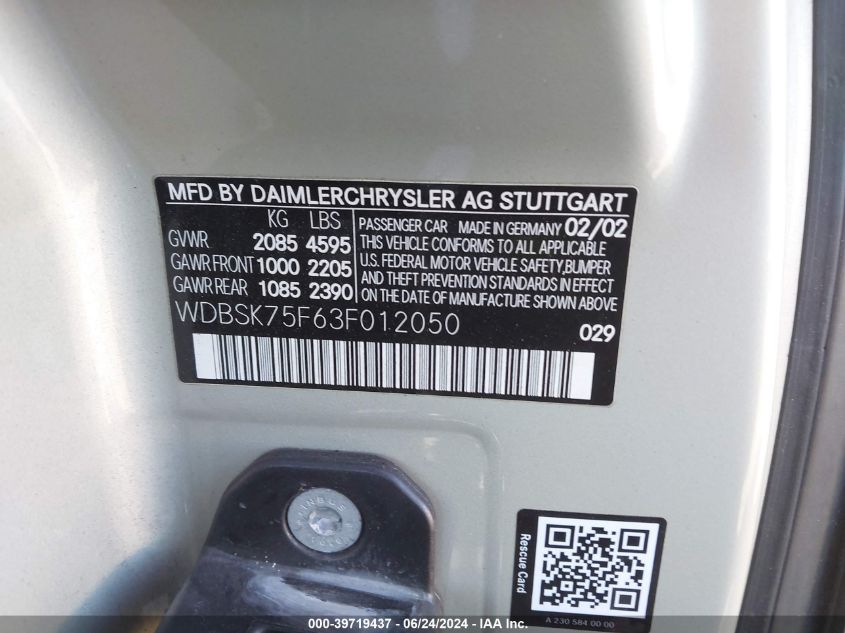 MFD BY DAIMLERCHRYSLER AG STUTTGART
KG LBS
GVWR 2085 4595
GAWR FRONT 1000 2205
GAWR REAR 1085 2390
PASSENGER CAR MADE IN GERMANY 02/02
THIS VEHICLE CONFORMS TO ALL APPLICABLE
U.S. FEDERAL MOTOR VEHICLE SAFETY,BUMPER
AND THEFT PREVENTION STANDARDS IN EFFECT
ON THE DATE OF MANUFACTURE SHOWN ABOVE.
WDBSK75F63F012050
029
INBUS
Rescue Card
A 230 584 00 00
000-39719437 - 06/24/2024 - IAA Inc.